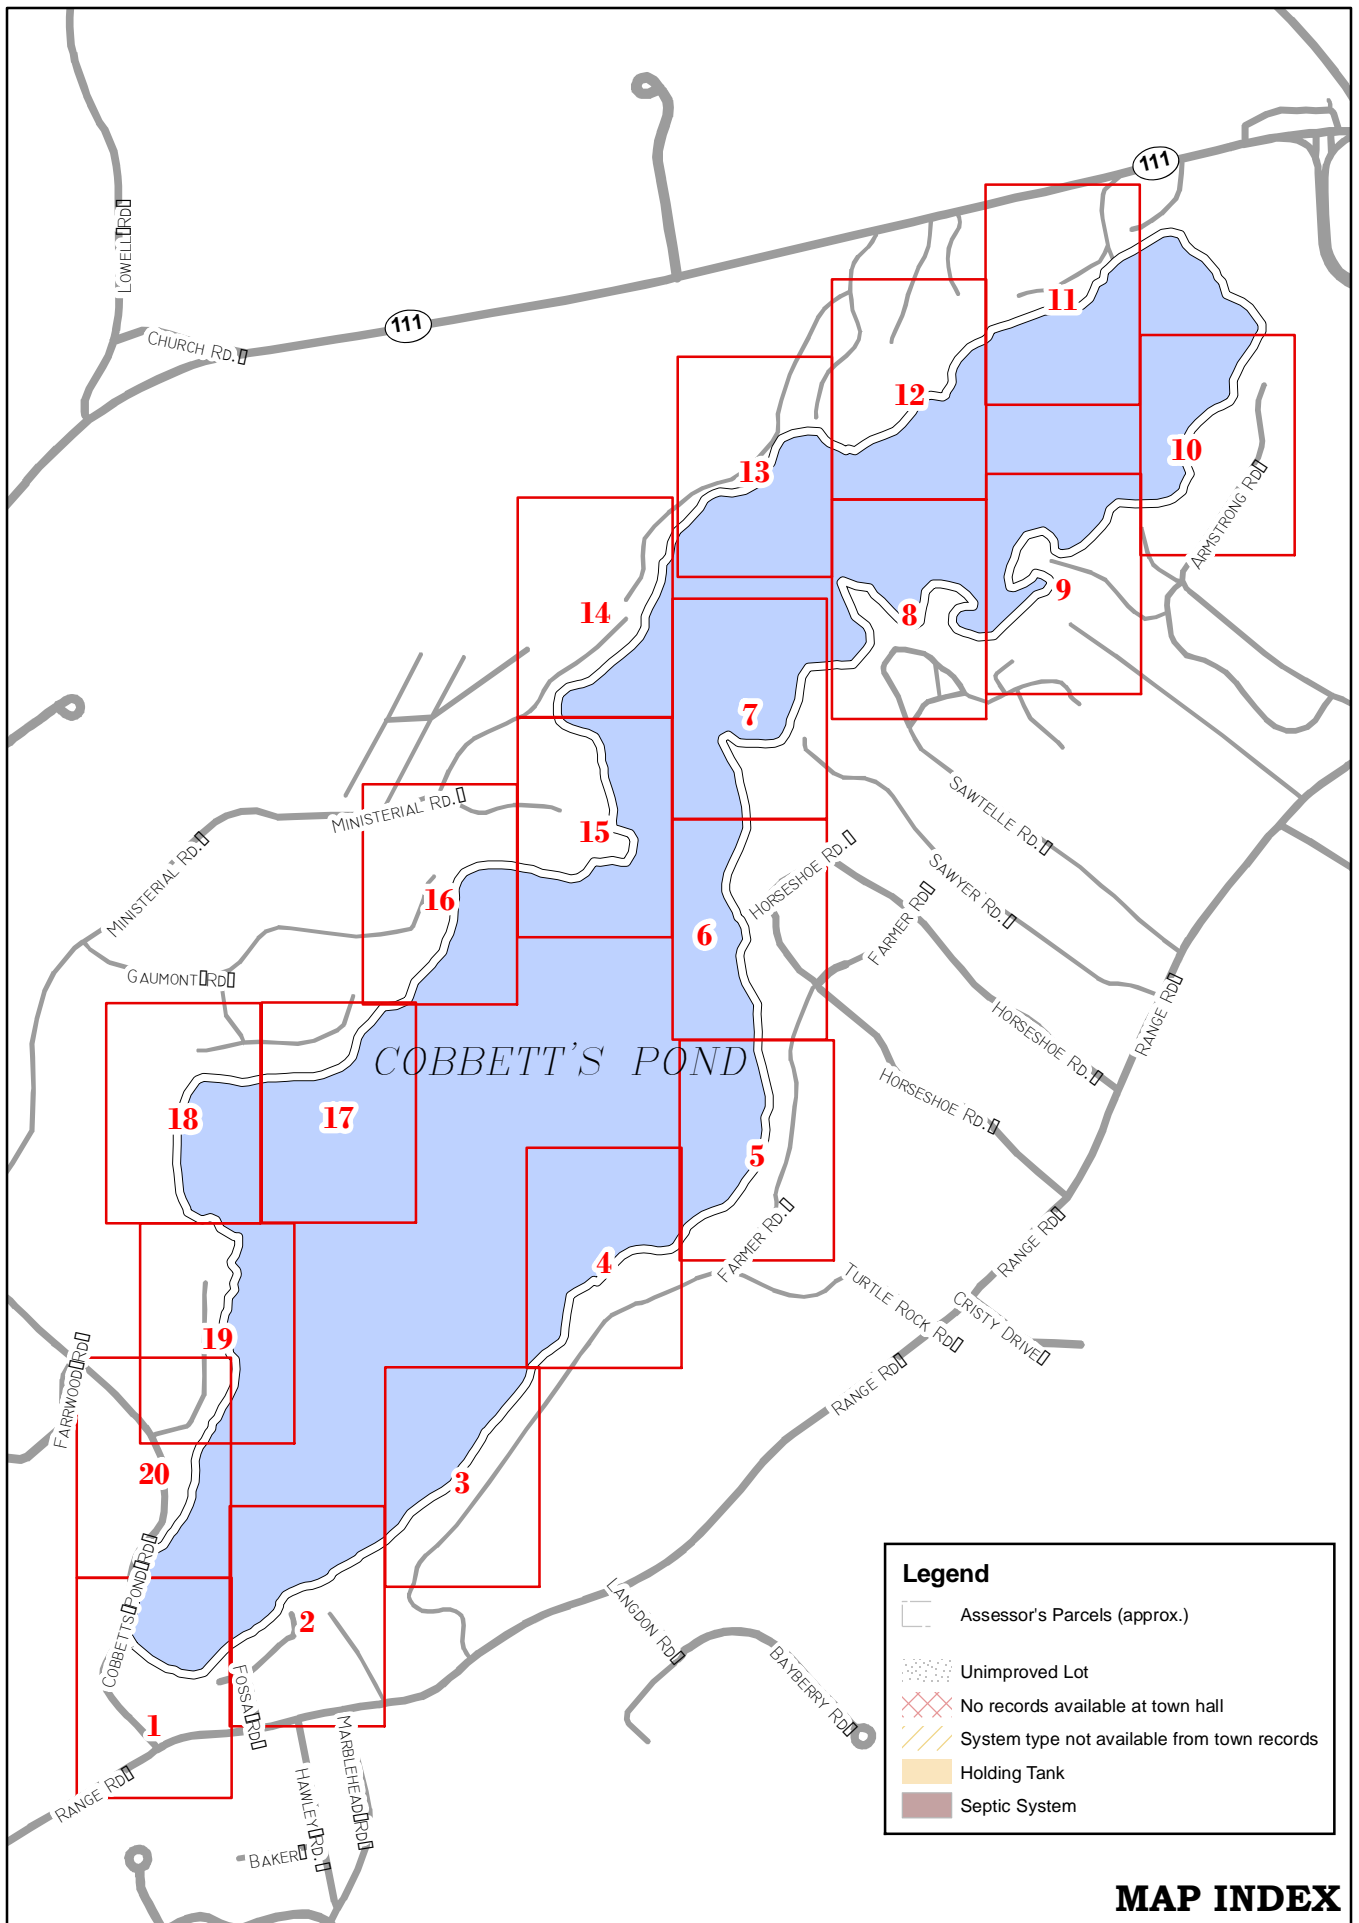 111
111
LOWELL RD
CHURCH RD.
11
12
10
13
ARMSTRONG RD
14
8
9
7
MINISTERIAL RD.
15
SAWTELLE RD.
MINISTERIAL RD.
16
HORSESHOE RD.
SAWYER RD.
6
FARMER RD
GAUMONT RD
RANGE RD
HORSESHOE RD.
COBBETT'S POND
HORSESHOE RD.
18
17
5
4
FARMER RD.
RANGE RD
TURTLE ROCK RD
CRISTY DRIVE
19
FARRWOOD RD
RANGE RD
20
3
COBBETTS POND RD
2
LANGDON RD
BAYBERRY RD
FOSSA RD
1
MARBLEHEAD RD
RANGE RD
HAWLEY RD.
BAKER
Legend
Assessor's Parcels (approx.)
Unimproved Lot
No records available at town hall
System type not available from town records
Holding Tank
Septic System
MAP INDEX